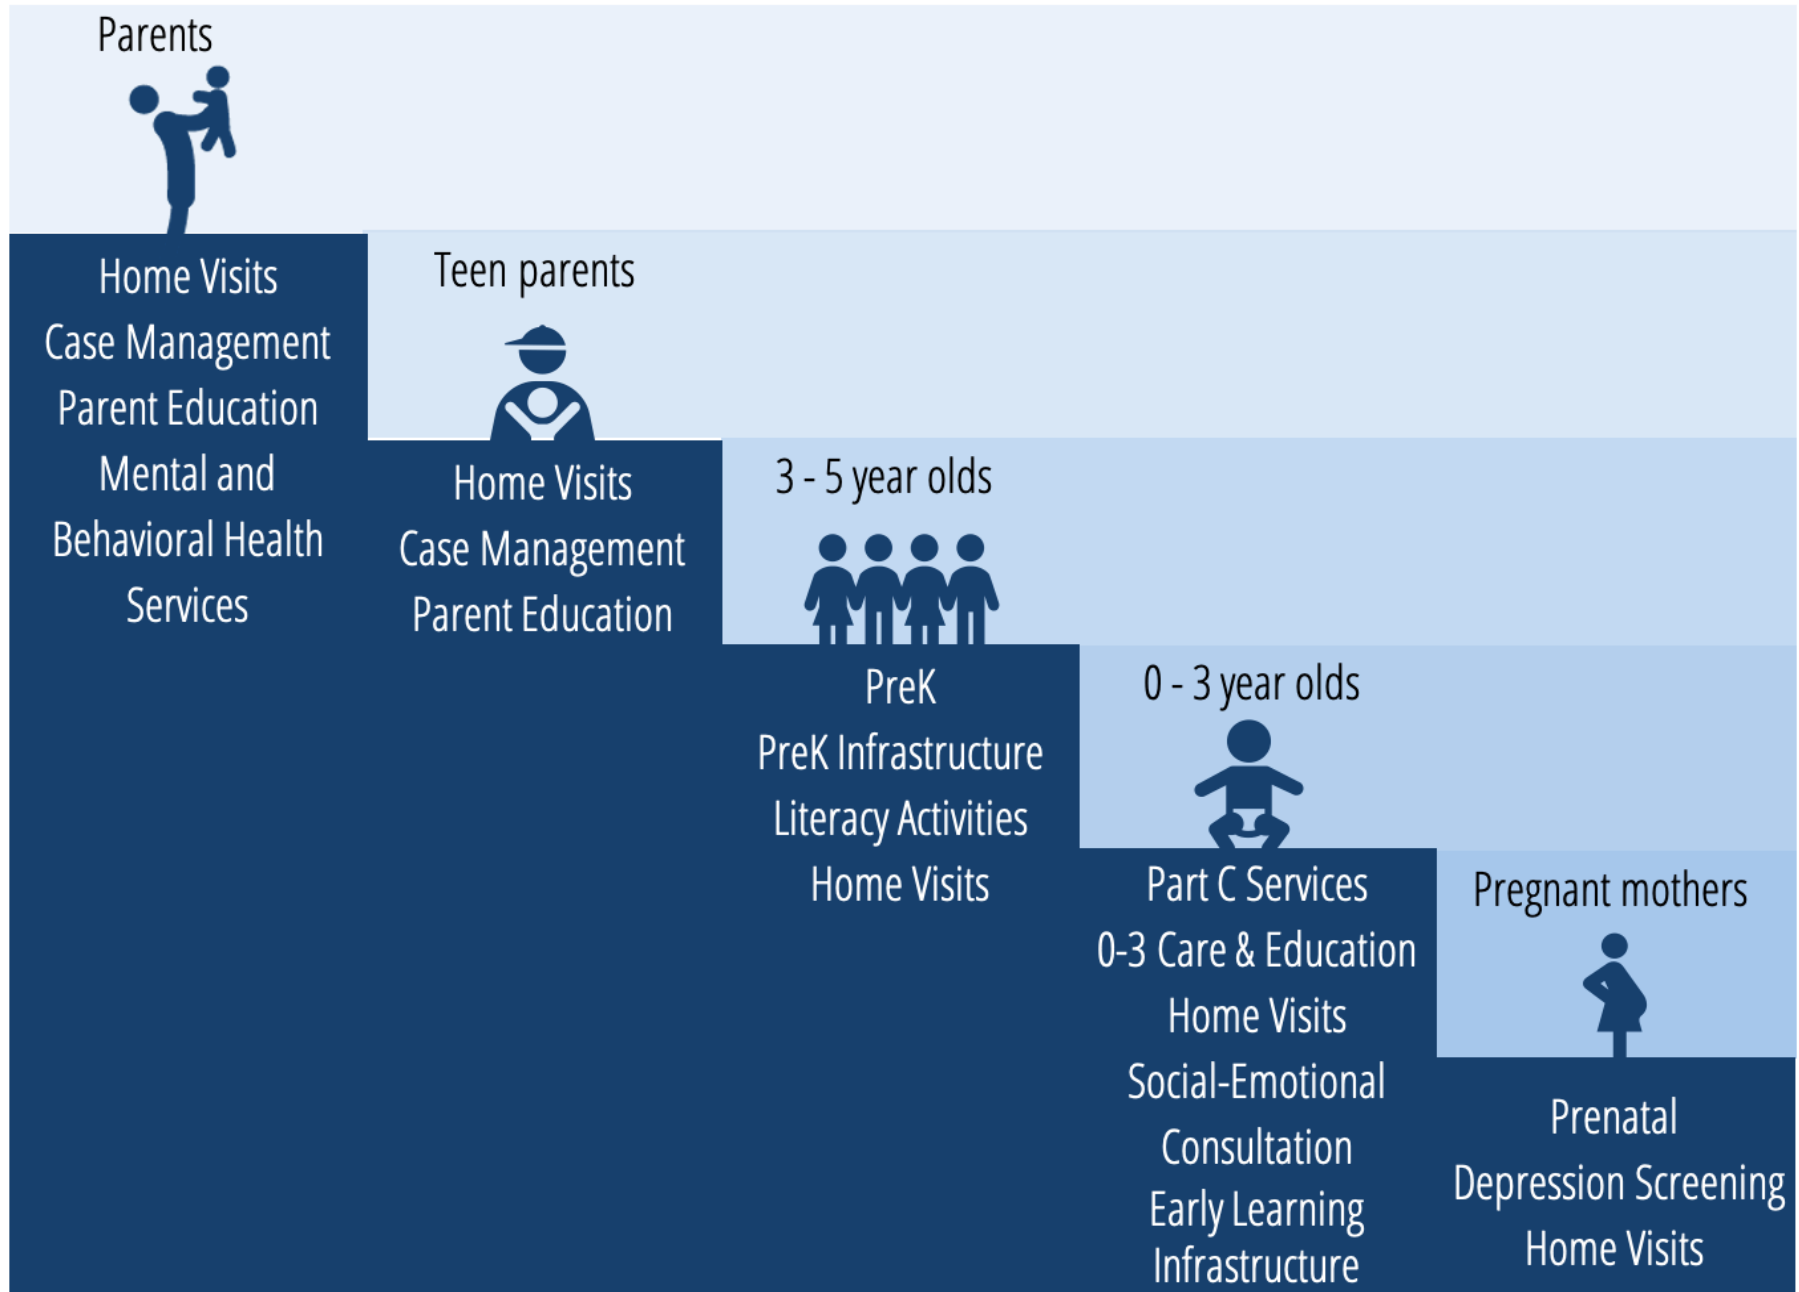 Parents
Home Visits
Case Management
Parent Education
Mental and
Behavioral Health
Services
Teen parents
Home Visits
Case Management
Parent Education
3 - 5 year olds
PreK
PreK Infrastructure
Literacy Activities
Home Visits
0 - 3 year olds
Part C Services
0-3 Care & Education
Home Visits
Social-Emotional
Consultation
Early Learning
Infrastructure
Pregnant mothers
Prenatal
Depression Screening
Home Visits